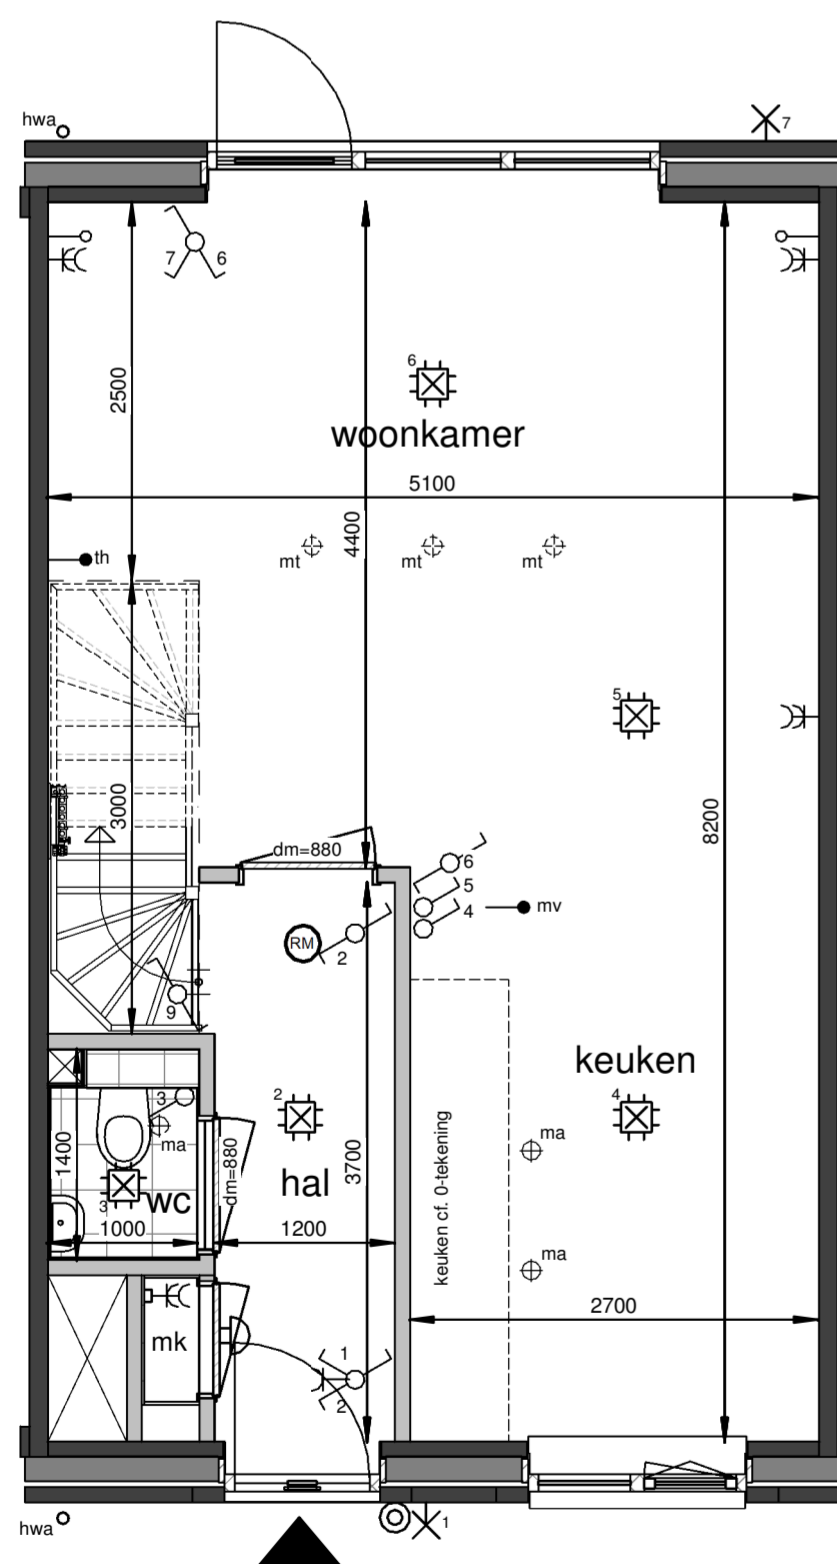 hwa
7
7 6
6
woonkamer
2500
5100
4400
mt mt mt
th
5
3000
8200
dm=880
6
5
4
mv
RM
2
9
keuken
3
2
4
ma
ma
1400
dm=880
3700
hal
keuken cf. 0-tekening
3
wc
1000
1200
ma
2700
mk
1
2
hwa
1